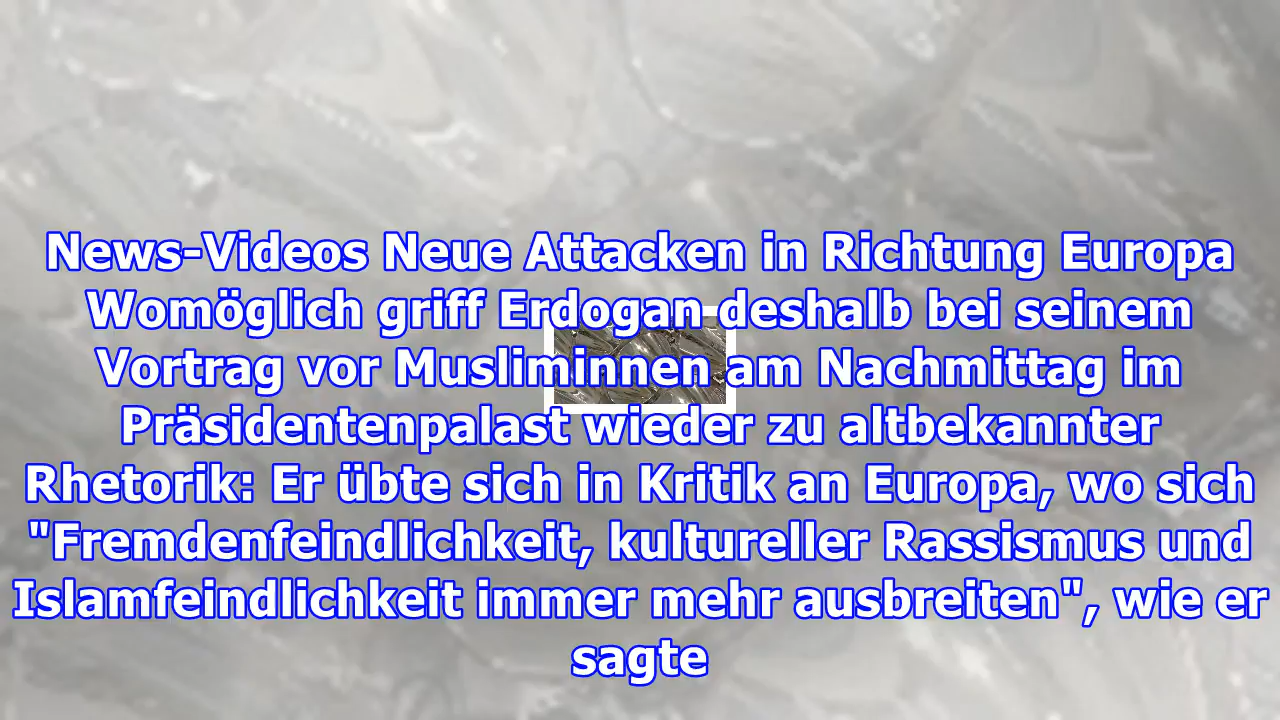 News-Videos Neue Attacken in Richtung Europa
Womöglich griff Erdogan deshalb bei seinem
Vortrag vor Musliminnen am Nachmittag im
Präsidentenpalast wieder zu altbekannter
Rhetorik: Er übte sich in Kritik an Europa, wo sich
"Fremdenfeindlichkeit, kultureller Rassismus und
Islamfeindlichkeit immer mehr ausbreiten", wie er
sagte